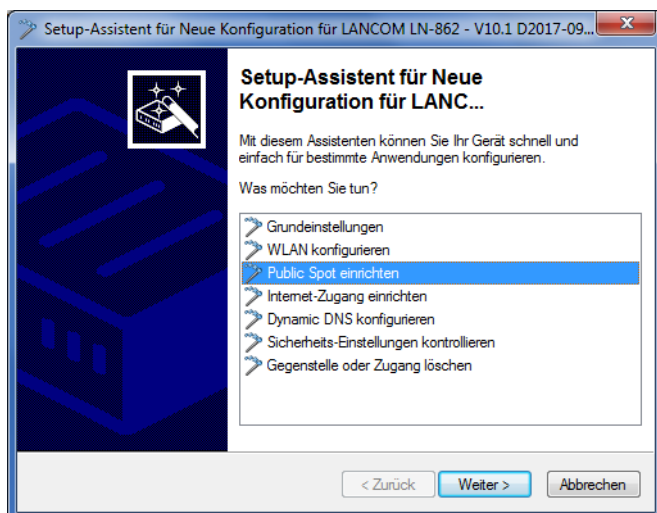 Setup-Assistent für Neue Konfiguration für LANCOM LN-862 - V10.1 D2017-09...
Setup-Assistent für Neue
Konfiguration für LANC...
Mit diesem Assistenten können Sie Ihr Gerät schnell und
einfach für bestimmte Anwendungen konfigurieren.
Was möchten Sie tun?
Grundeinstellungen
WLAN konfigurieren
Public Spot einrichten
Internet-Zugang einrichten
Dynamic DNS konfigurieren
Sicherheits-Einstellungen kontrollieren
Gegenstelle oder Zugang löschen
< Zurück Weiter > Abbrechen